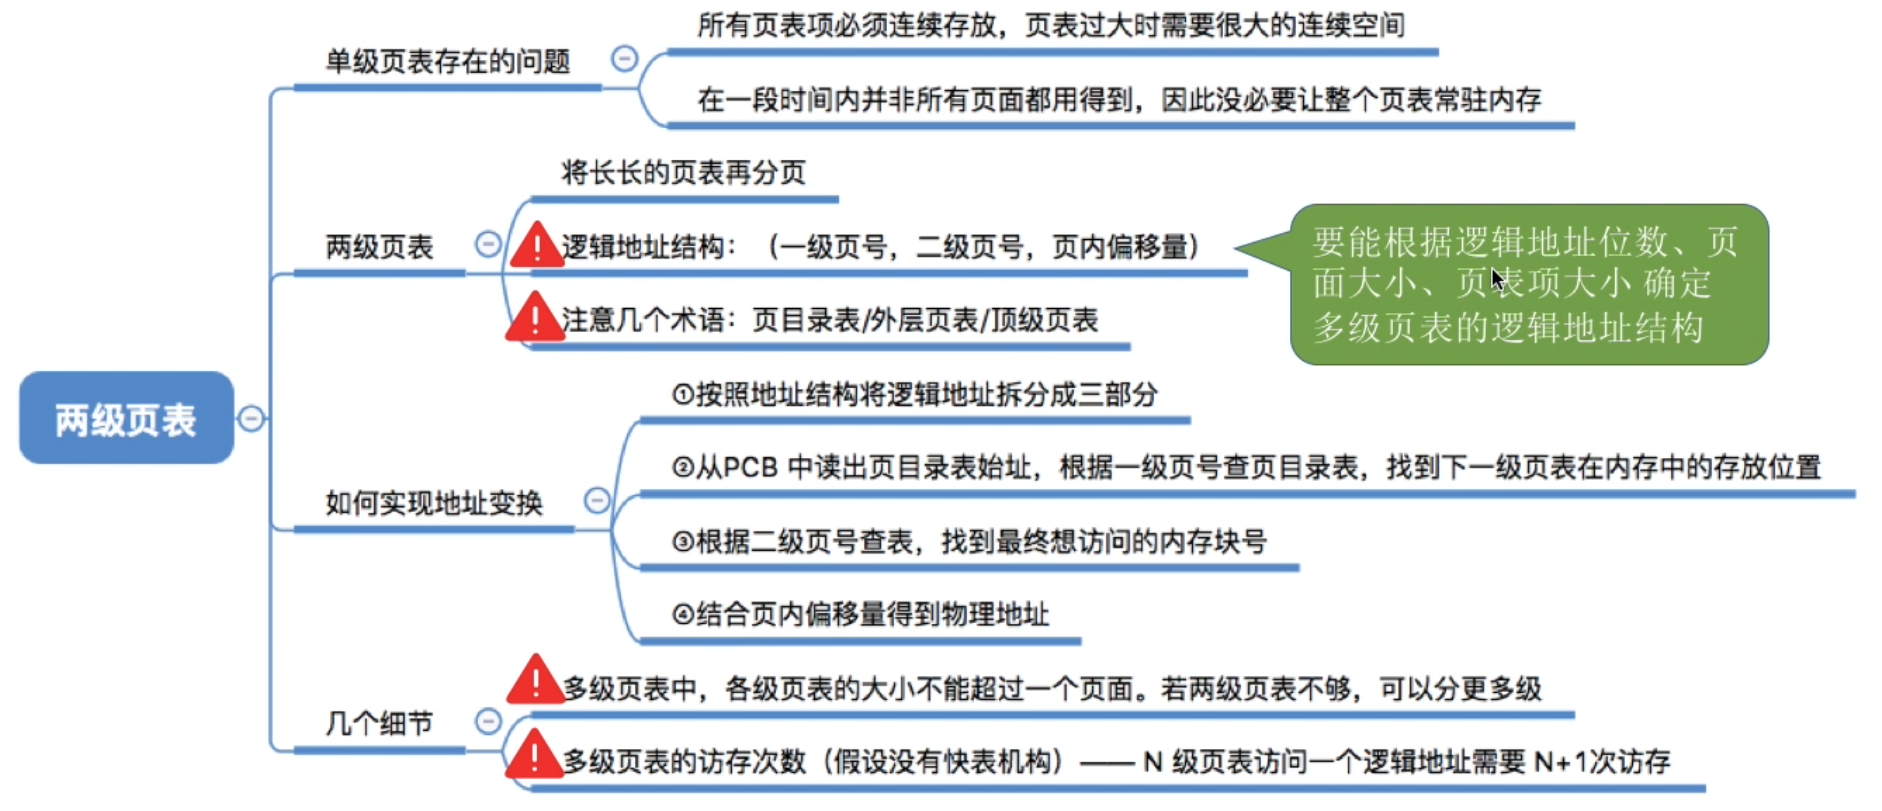 单级页表存在的问题
所有页表项必须连续存放，页表过大时需要很大的连续空间
在一段时间内并非所有页面都用得到，因此没必要让整个页表常驻内存
两级页表
将长长的页表再分页
逻辑地址结构：（一级页号，二级页号，页内偏移量）
要能根据逻辑地址位数、页
面大小、页表项大小 确定
多级页表的逻辑地址结构
注意几个术语：页目录表/外层页表/顶级页表
两级页表
如何实现地址变换
①按照地址结构将逻辑地址拆分成三部分
②从PCB 中读出页目录表始址，根据一级页号查页目录表，找到下一级页表在内存中的存放位置
③根据二级页号查表，找到最终想访问的内存块号
④结合页内偏移量得到物理地址
几个细节
多级页表中，各级页表的大小不能超过一个页面。若两级页表不够，可以分更多级
多级页表的访存次数（假设没有快表机构）—— N 级页表访问一个逻辑地址需要 N+1次访存